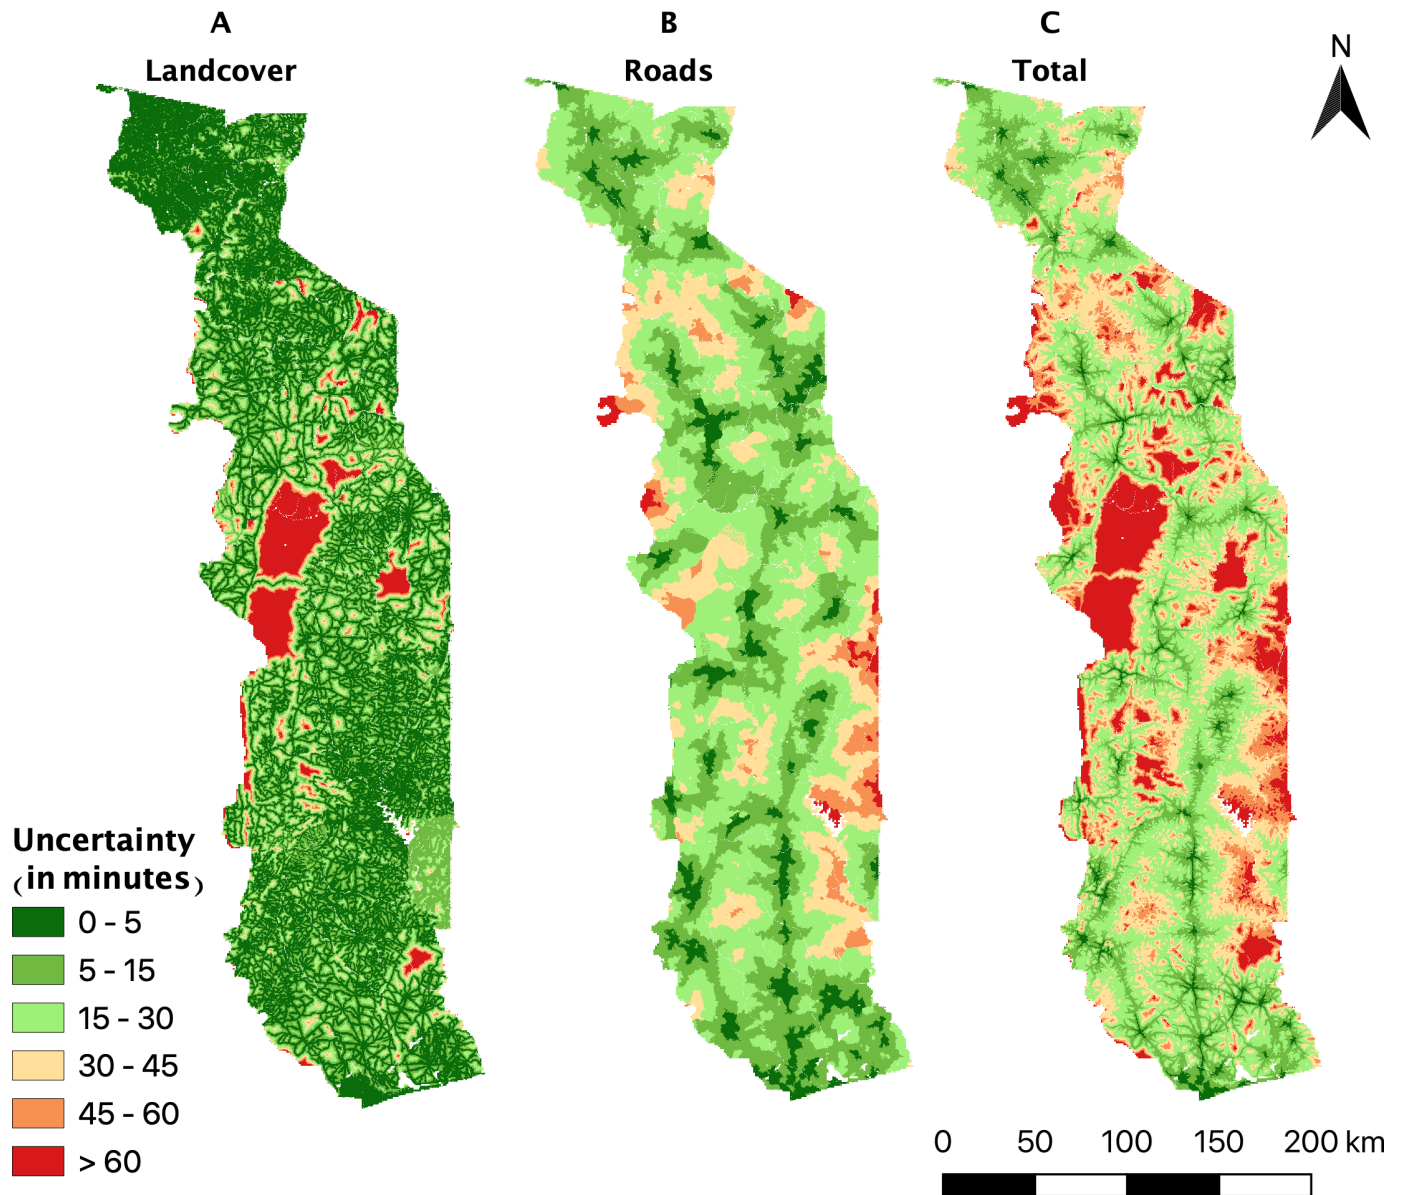 A
B
C
Landcover
Roads
Total
N
Uncertainty
(in minutes)
0 - 5
5 - 15
15 - 30
30 - 45
45 - 60
> 60
0 50 100 150 200 km